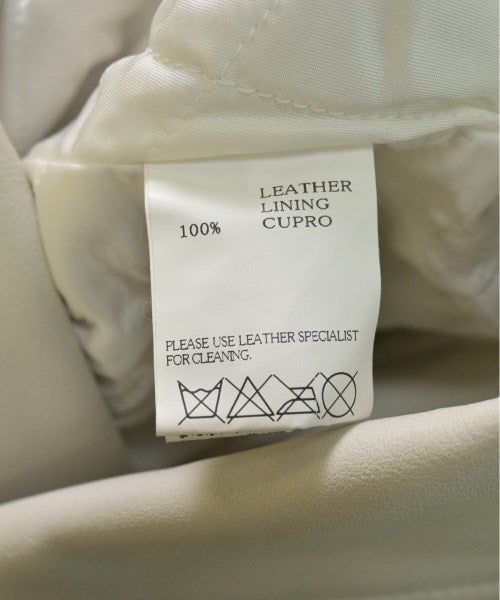 LEATHER
LINING
100% CUPRO
PLEASE USE LEATHER SPECIALIST
FOR CLEANING.